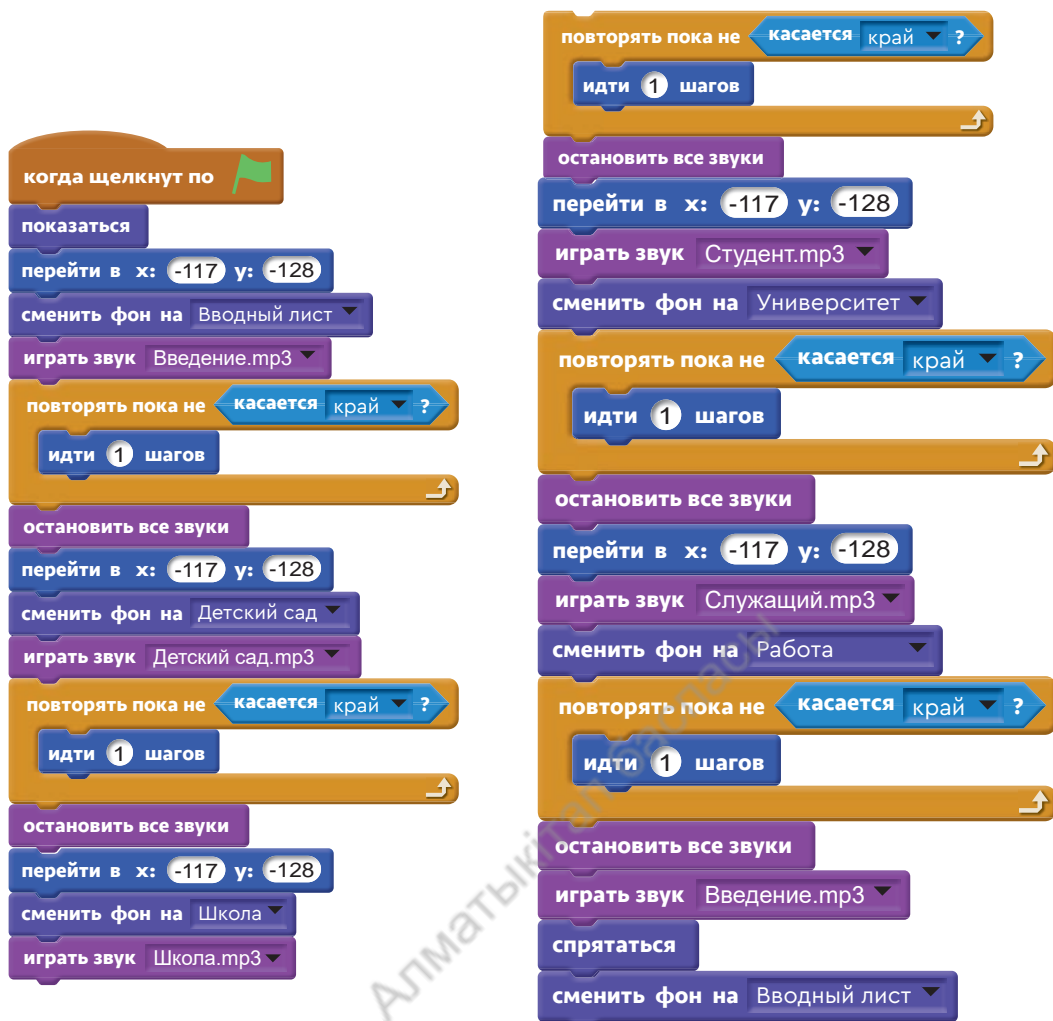 когда щелкнут по
показаться
перейти в x: -117 y: -128
сменить фон на Вводный лист
играть звук Введение.mp3
повторять пока не касается край ?
идти 1 шагов
остановить все звуки
перейти в x: -117 y: -128
сменить фон на Детский сад
играть звук Детский сад.mp3
повторять пока не касается край ?
идти 1 шагов
остановить все звуки
перейти в x: -117 y: -128
сменить фон на Школа
играть звук Школа.mp3
повторять пока не касается край ?
идти 1 шагов
остановить все звуки
перейти в x: -117 y: -128
играть звук Студент.mp3
сменить фон на Университет
повторять пока не касается край ?
идти 1 шагов
остановить все звуки
перейти в x: -117 y: -128
играть звук Служащий.mp3
сменить фон на Работа
повторять пока не касается край ?
идти 1 шагов
остановить все звуки
играть звук Введение.mp3
спрятаться
сменить фон на Вводный лист
Алматыкітап баспасы